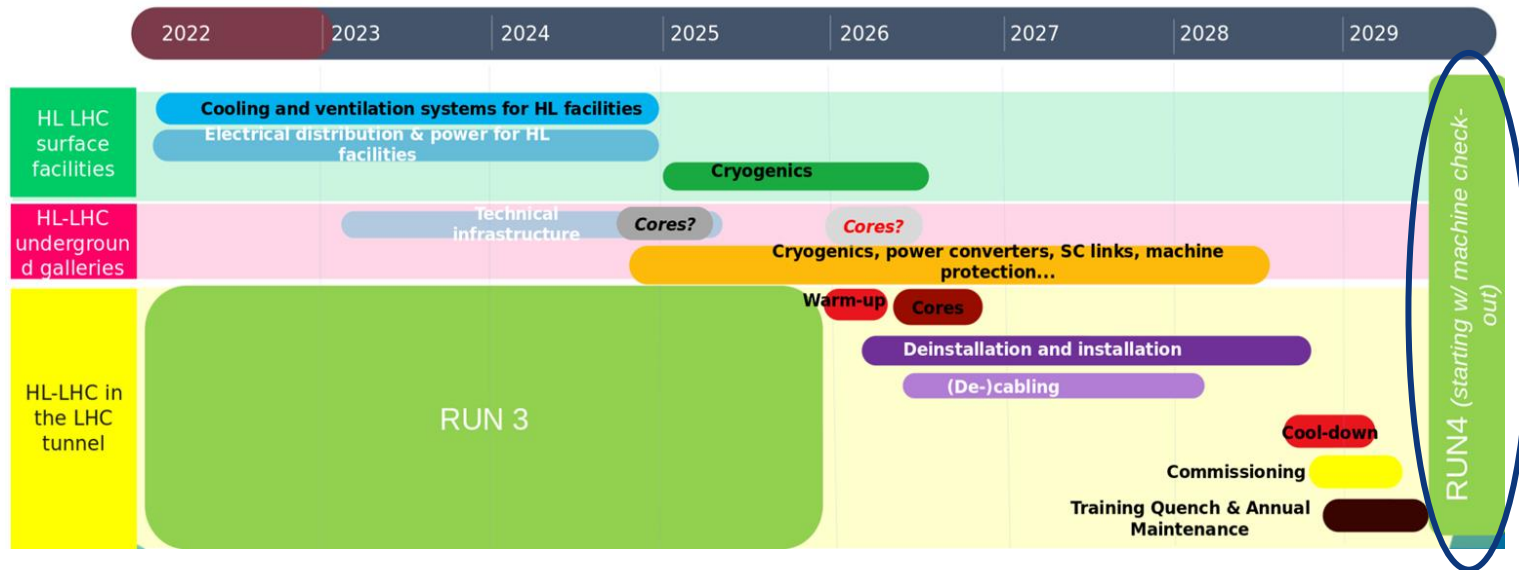 2022 2023 2024 2025 2026 2027 2028 2029
HL LHC
surface
facilities
Cooling and ventilation systems for HL facilities
Electrical distribution & power for HL
facilities
Cryogenics
HL-LHC
undergroun
d galleries
Technical
infrastructure
Cores?
Cores?
Cryogenics, power converters, SC links, machine
protection...
HL-LHC in
the LHC
tunnel
RUN 3
Warm-up
Cores
Deinstallation and installation
(De-)cabling
Cool-down
Commissioning
Training Quench & Annual
Maintenance
RUN4 (starting w/ machine check-
out)